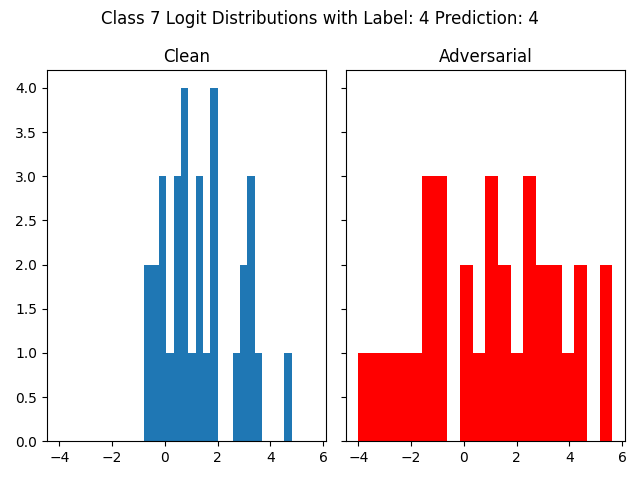 Class 7 Logit Distributions with Label: 4 Prediction: 4
Clean
Adversarial
4.0
3.5
3.0
2.5
2.0
1.5
1.0
0.5
0.0
−4 −2 0 2 4 6
−4 −2 0 2 4 6